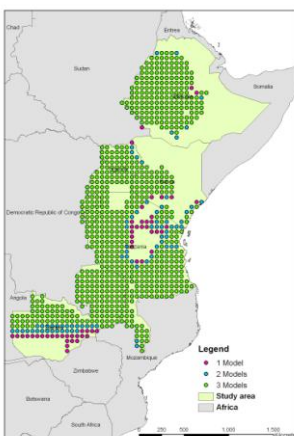 Chad
Eritrea
Sudan
Somalia
Democratic Republic of Congo
Angola
Mozambique
Zimbabwe
Botswana
South Africa
Legend
1 Model
2 Models
3 Models
Study area
Africa
0
250
500
1 000
1 500